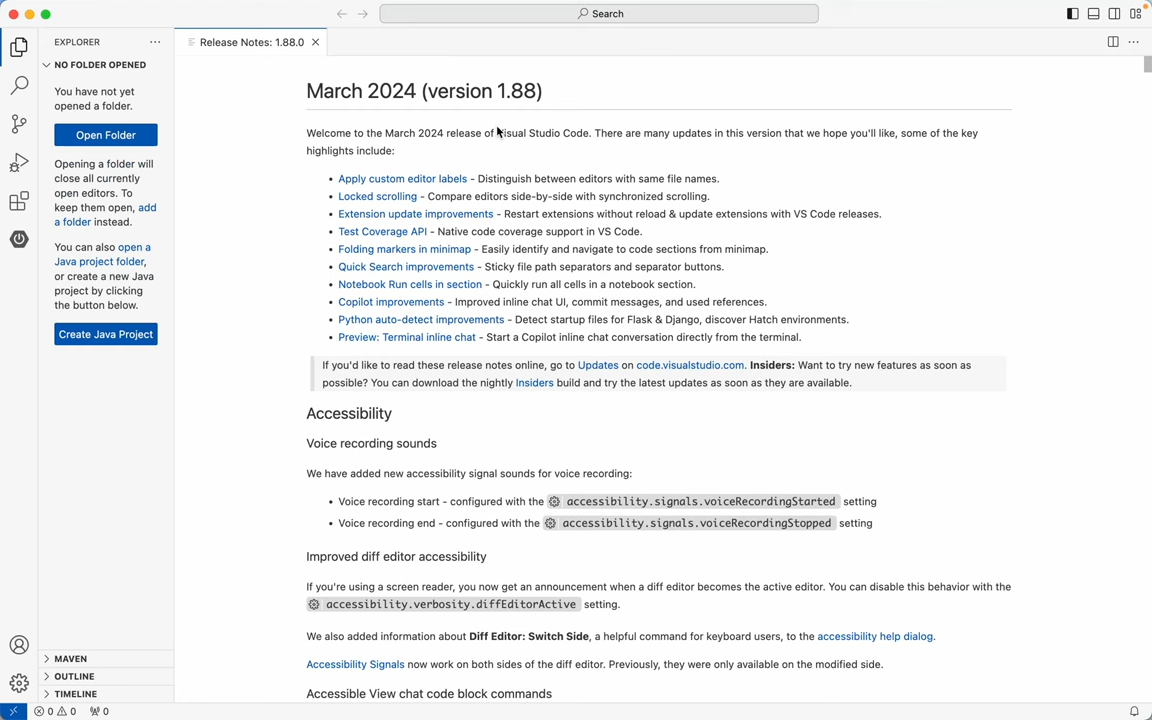 Search
EXPLORER
Release Notes: 1.88.0
NO FOLDER OPENED
You have not yet
opened a folder.
Open Folder
Opening a folder will
close all currently
open editors. To
keep them open, add
a folder instead.
You can also open a
Java project folder,
or create a new Java
project by clicking
the button below.
Create Java Project
MAVEN
OUTLINE
TIMELINE
March 2024 (version 1.88)
Welcome to the March 2024 release of Visual Studio Code. There are many updates in this version that we hope you'll like, some of the key
highlights include:
• Apply custom editor labels - Distinguish between editors with same file names.
• Locked scrolling - Compare editors side-by-side with synchronized scrolling.
• Extension update improvements - Restart extensions without reload & update extensions with VS Code releases.
• Test Coverage API - Native code coverage support in VS Code.
• Folding markers in minimap - Easily identify and navigate to code sections from minimap.
• Quick Search improvements - Sticky file path separators and separator buttons.
• Notebook Run cells in section - Quickly run all cells in a notebook section.
• Copilot improvements - Improved inline chat UI, commit messages, and used references.
• Python auto-detect improvements - Detect startup files for Flask & Django, discover Hatch environments.
• Preview: Terminal inline chat - Start a Copilot inline chat conversation directly from the terminal.
If you'd like to read these release notes online, go to Updates on code.visualstudio.com. Insiders: Want to try new features as soon as
possible? You can download the nightly Insiders build and try the latest updates as soon as they are available.
Accessibility
Voice recording sounds
We have added new accessibility signal sounds for voice recording:
• Voice recording start - configured with the accessibility.signals.voiceRecordingStarted setting
• Voice recording end - configured with the accessibility.signals.voiceRecordingStopped setting
Improved diff editor accessibility
If you're using a screen reader, you now get an announcement when a diff editor becomes the active editor. You can disable this behavior with the
accessibility.verbosity.diffEditorActive setting.
We also added information about Diff Editor: Switch Side, a helpful command for keyboard users, to the accessibility help dialog.
Accessibility Signals now work on both sides of the diff editor. Previously, they were only available on the modified side.
Accessible View chat code block commands
0 0 0